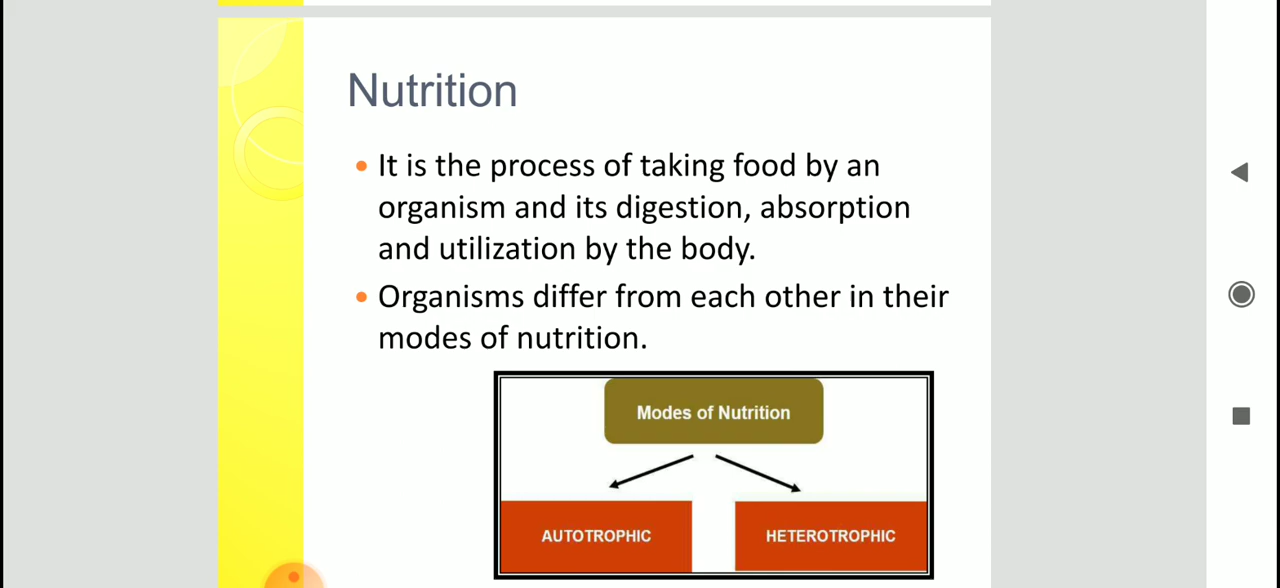 Nutrition
It is the process of taking food by an
organism and its digestion, absorption
and utilization by the body.
Organisms differ from each other in their
modes of nutrition.
Modes of Nutrition
AUTOTROPHIC
HETEROTROPHIC